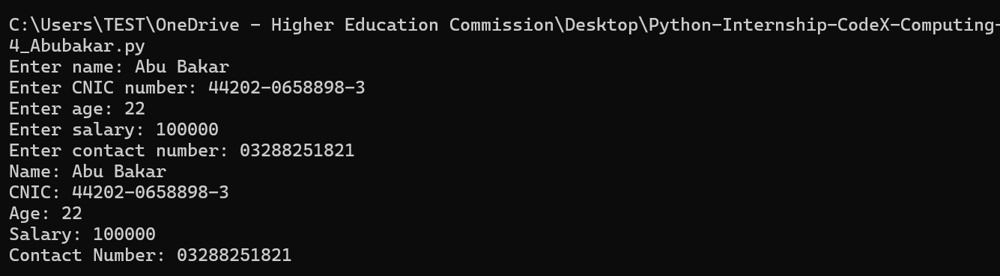 C:\Users\TEST\OneDrive - Higher Education Commission\Desktop\Python-Internship-CodeX-Computing-
4_Abubakar.py
Enter name: Abu Bakar
Enter CNIC number: 44202-0658898-3
Enter age: 22
Enter salary: 100000
Enter contact number: 03288251821
Name: Abu Bakar
CNIC: 44202-0658898-3
Age: 22
Salary: 100000
Contact Number: 03288251821